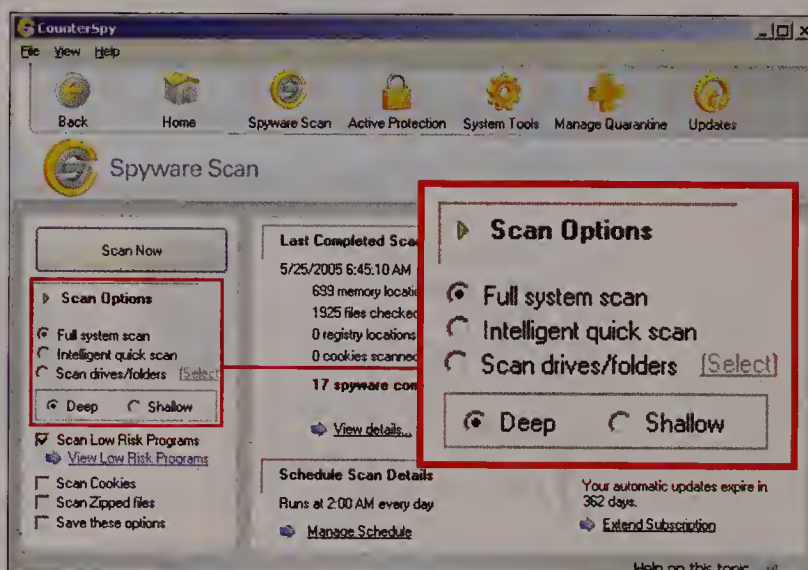 CounterSpy
File View Help
Back Home Spyware Scan Active Protection System Tools Manage Quarantine Updates
Spyware Scan
Scan Now
Scan Options
Full system scan
Intelligent quick scan
Scan drives/folders [Select
Deep Shallow
Scan Low Risk Programs
View Low Risk Programs
Scan Cookies
Scan Zipped files
Save these options
Last Completed Sca
5/25/2005 6:45:10 AM
699 memory locati
1925 files checked
0 registry locations
0 cookies scanned
17 spyware com
View details...
Schedule Scan Details
Runs at 2:00 AM every day
Manage Schedule
Scan Options
Full system scan
Intelligent quick scan
Scan drives/folders [Select]
Deep Shallow
Your automatic updates expire in
362 days.
Extend Subscription
Help on this topic